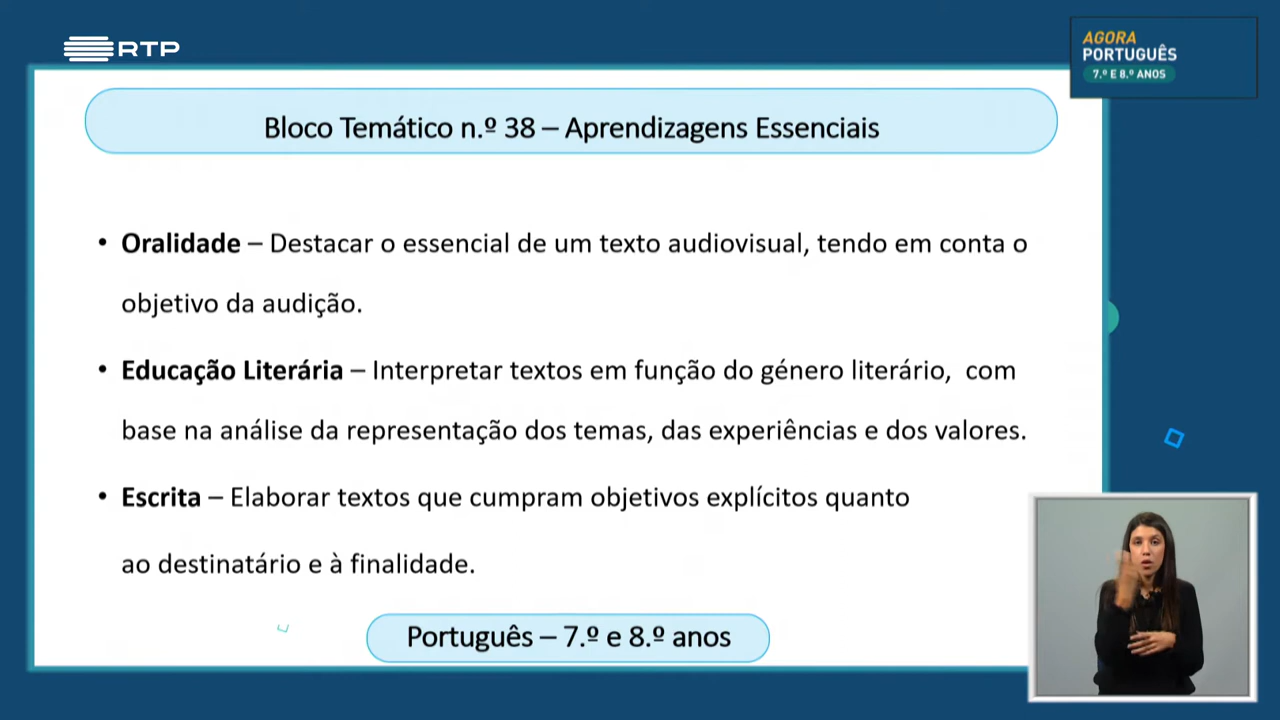 RTP
AGORA
PORTUGUÊS
7.º E 8.º ANOS
Bloco Temático n.º 38 – Aprendizagens Essenciais
• Oralidade – Destacar o essencial de um texto audiovisual, tendo em conta o
objetivo da audição.
• Educação Literária – Interpretar textos em função do género literário,  com
base na análise da representação dos temas, das experiências e dos valores.
• Escrita – Elaborar textos que cumpram objetivos explícitos quanto
ao destinatário e à finalidade.
Português – 7.º e 8.º anos